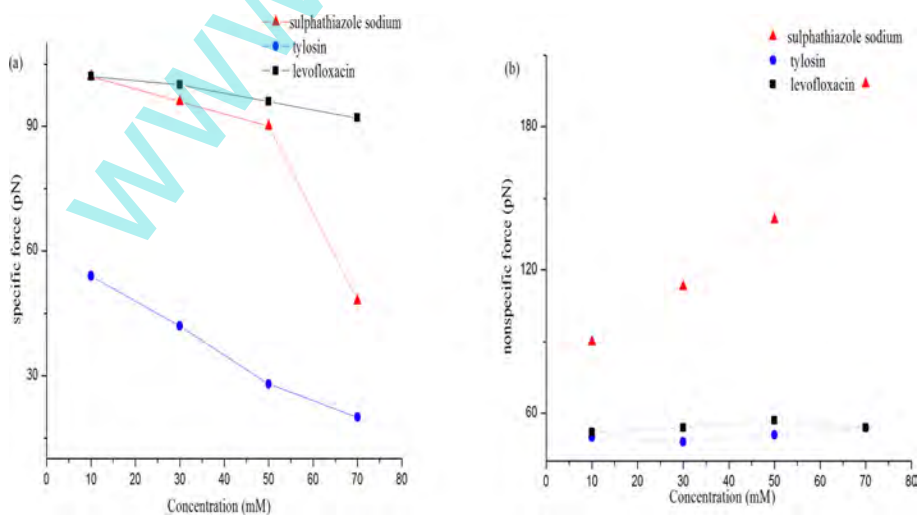 sulphathiazole sodium
tylosin
levofloxacin
(a)
90
60
30
specific force (pN)
0 10 20 30 40 50 60 70 80
Concentration (mM)
sulphathiazole sodium
tylosin
levofloxacin
(b)
180
120
60
nonspecific force (pN)
0 10 20 30 40 50 60 70 80
Concentration (mM)
www